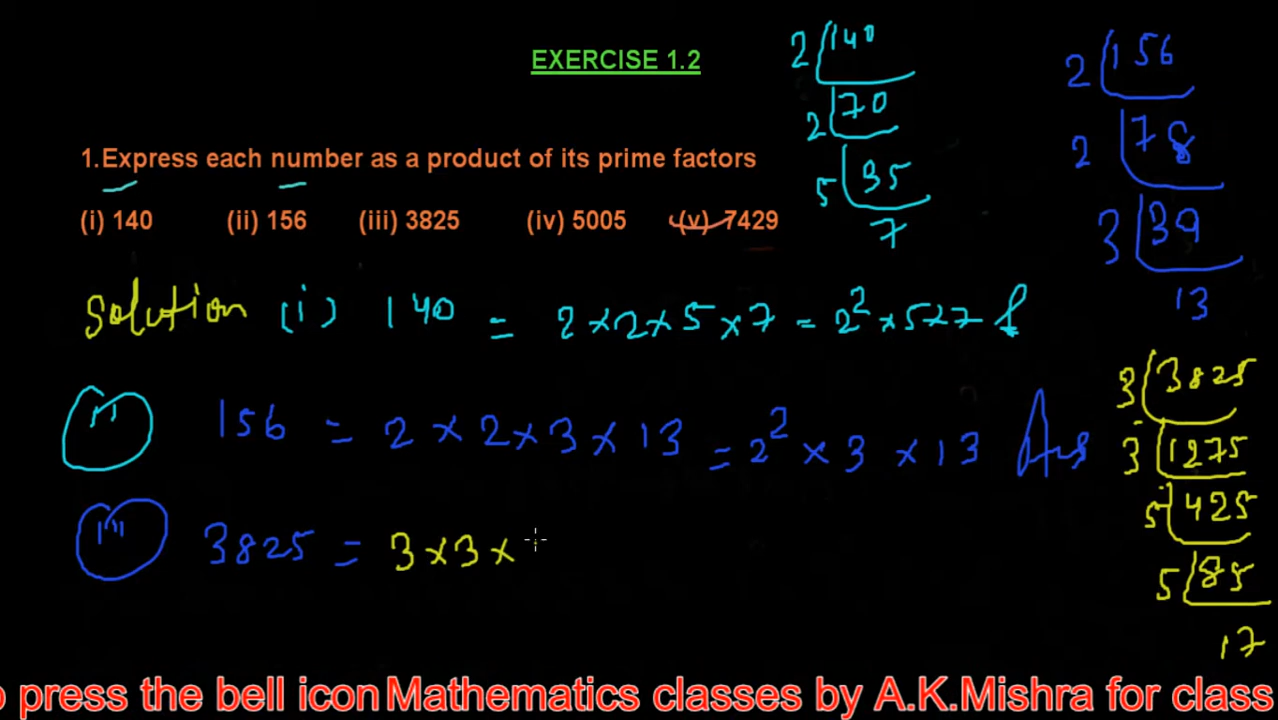 EXERCISE 1.2
1.Express each number as a product of its prime factors
(i) 140 (ii) 156 (iii) 3825 (iv) 5005 (v) 7429
2 140
2 70
5 35
7
2 156
2 78
3 39
13
Solution (i) 140 = 2 × 2 × 5 × 7 = 2² × 5 × 7
(ii) 156 = 2 × 2 × 3 × 13 = 2² × 3 × 13 Ans
(iii) 3825 = 3 × 3 ×
3 3825
3 1275
5 425
5 85
17
o press the bell icon Mathematics classes by A.K.Mishra for class